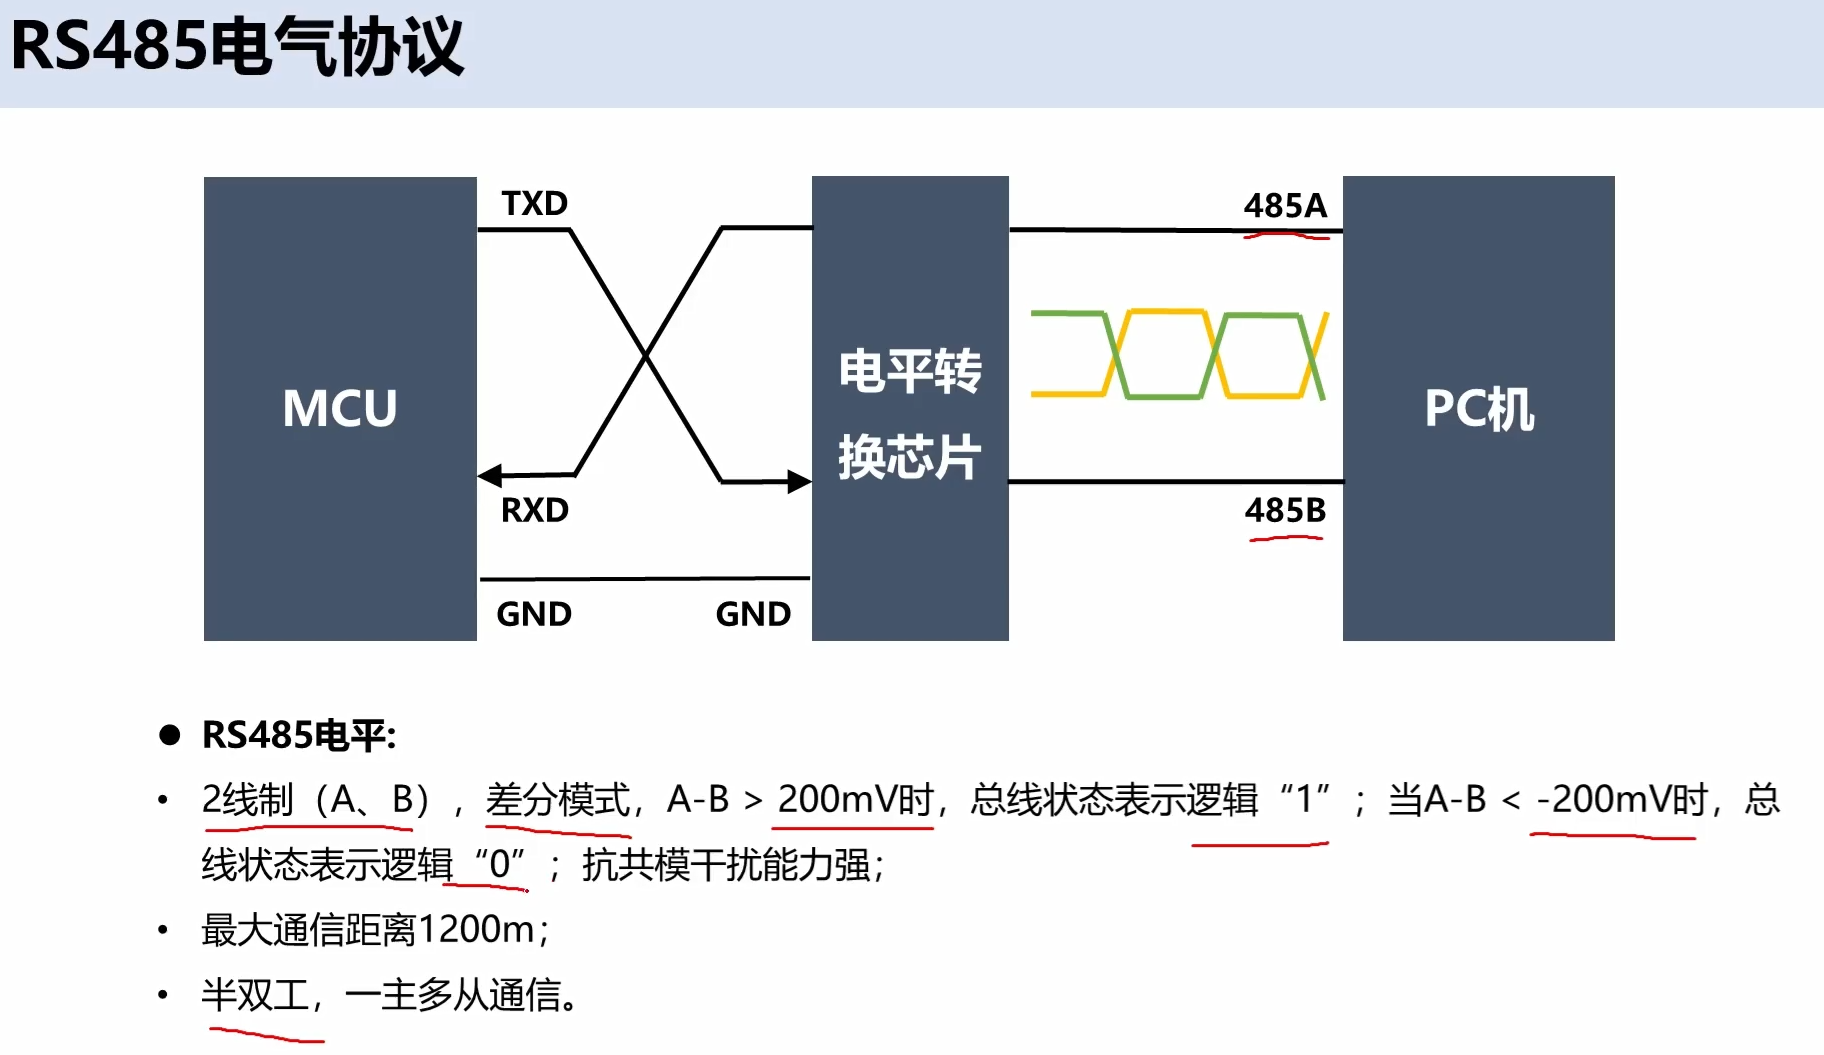 RS485电气协议
TXD
485A
MCU
电平转
换芯片
PC机
RXD
485B
GND
GND
RS485电平:
2线制（A、B），差分模式，A-B > 200mV时，总线状态表示逻辑“1”；当A-B < -200mV时，总
线状态表示逻辑“0”；抗共模干扰能力强；
最大通信距离1200m；
半双工，一主多从通信。